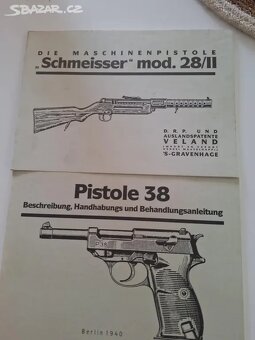 SBAZAR.CZ
DIE MASCHINENPISTOLE
„Schmeisser“ mod. 28/II
D.R.P. UND
AUSLANDSPATENTE
VELAND
'S-GRAVENHAGE
Pistole 38
Beschreibung, Handhabungs und Behandlungsanleitung
Berlin 1940